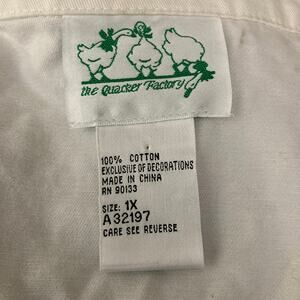 the Quacker Factory
100% COTTON
EXCLUSIVE OF DECORATIONS
MADE IN CHINA
RN 90133
SIZE: 1X
A32197
CARE SEE REVERSE